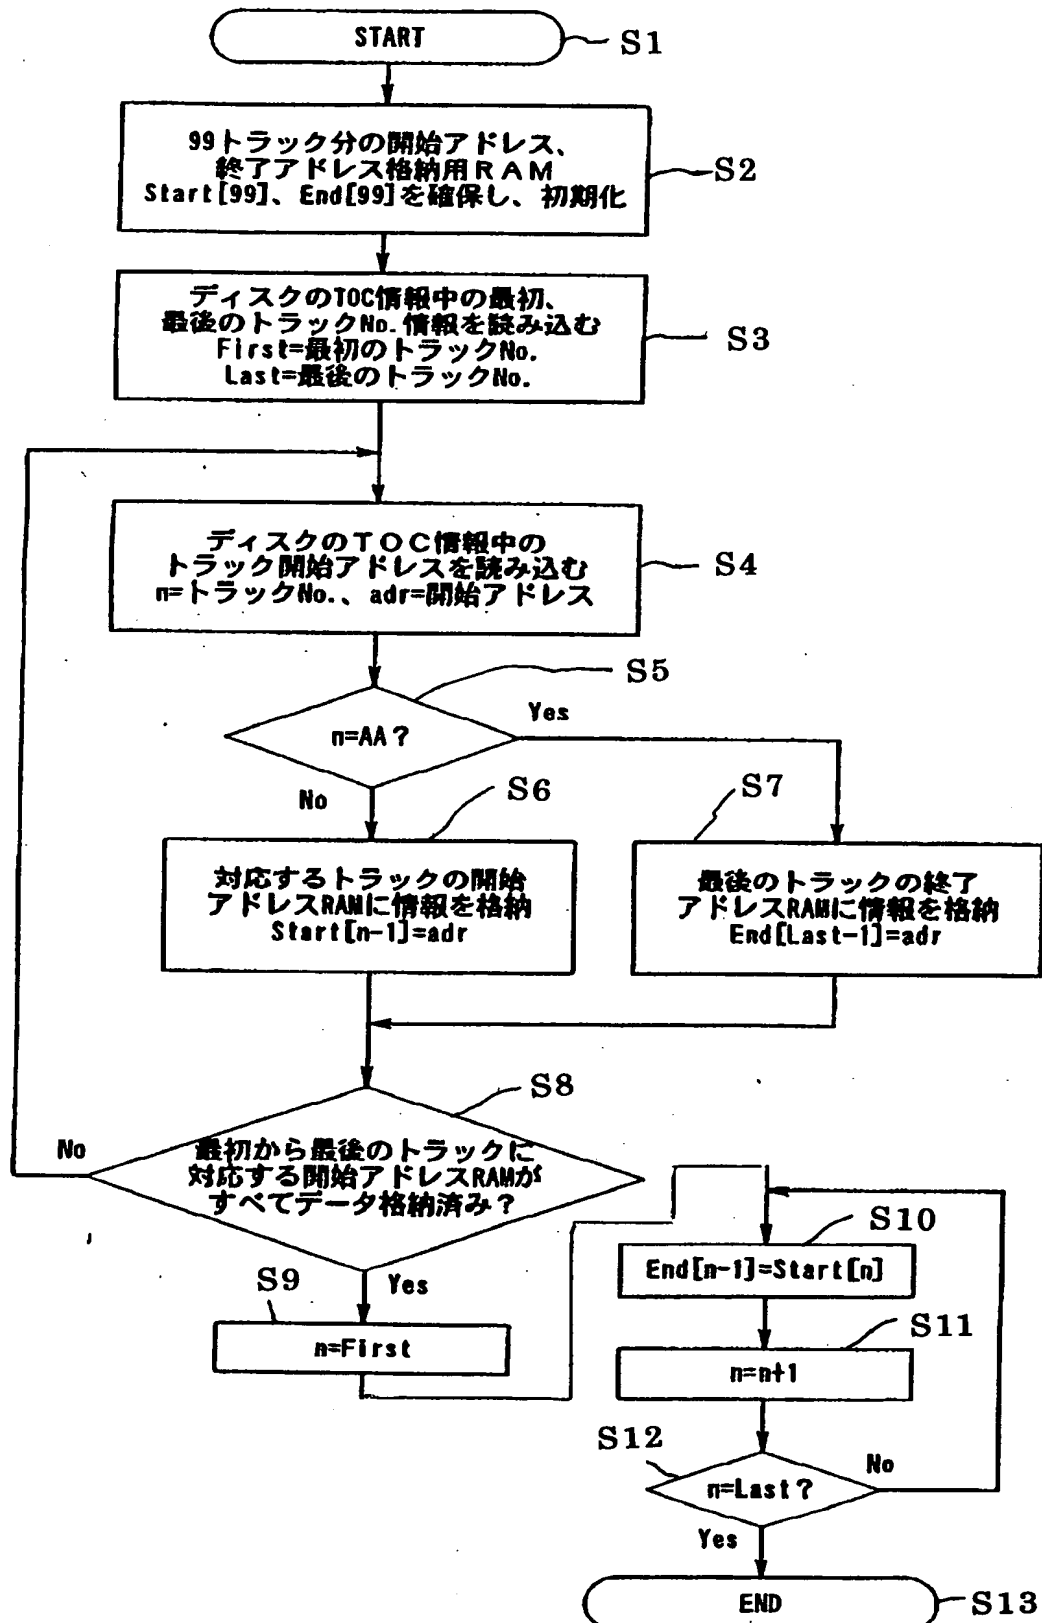 START
S1
99トラック分の開始アドレス、
終了アドレス格納用RAM
Start[99]、End[99]を確保し、初期化
S2
ディスクのTOC情報中の最初、
最後のトラックNo.情報を読み込む
First=最初のトラックNo.
Last=最後のトラックNo.
S3
ディスクのTOC情報中の
トラック開始アドレスを読み込む
n=トラックNo.、adr=開始アドレス
S4
S5
n=AA?
Yes
No
S6
S7
対応するトラックの開始
アドレスRAMに情報を格納
Start[n-1]=adr
最後のトラックの終了
アドレスRAMに情報を格納
End[Last-1]=adr
S8
No
最初から最後のトラックに
対応する開始アドレスRAMが
すべてデータ格納済み?
Yes
S9
n=First
S10
End[n-1]=Start[n]
S11
n=n+1
S12
n=Last?
No
Yes
END
S13